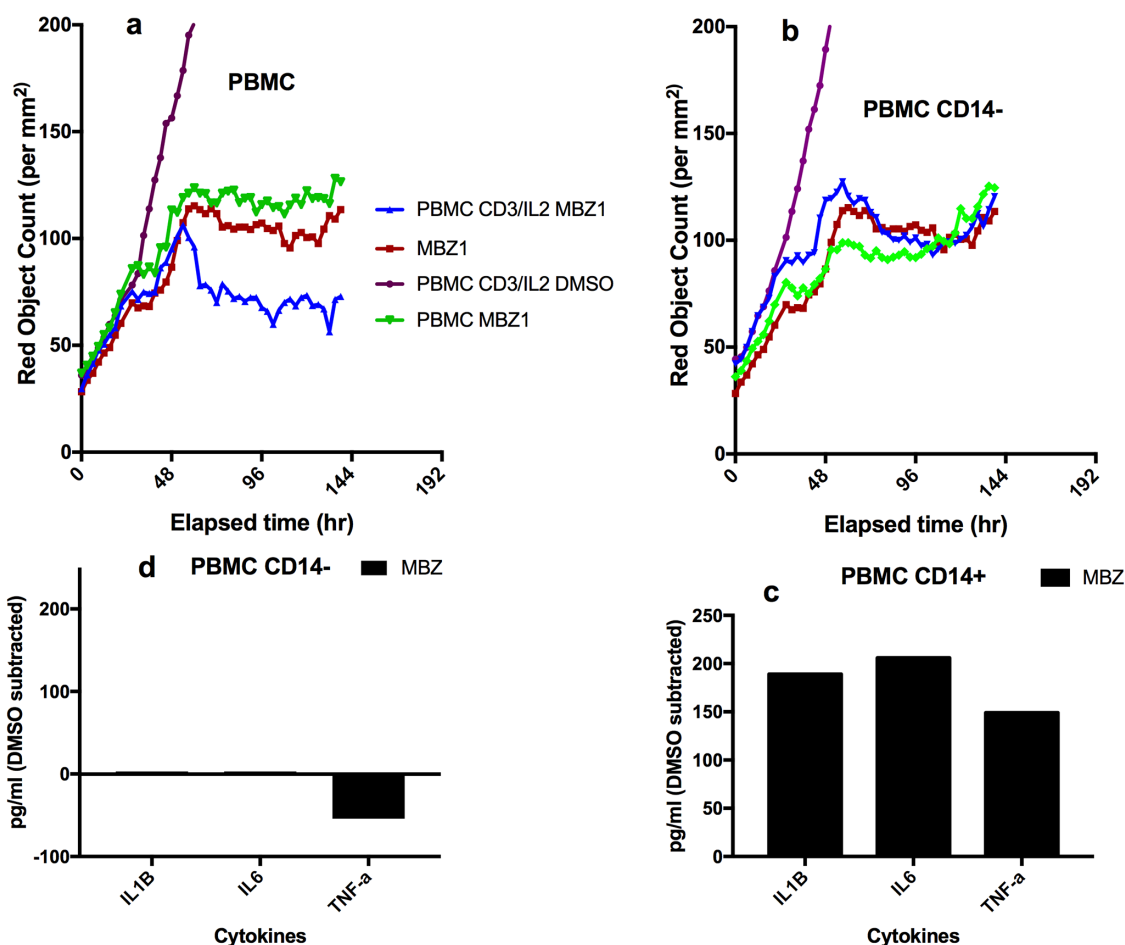 a
PBMC
Red Object Count (per mm2)
200
150
100
50
0
0
48
96
144
192
Elapsed time (hr)
PBMC CD3/IL2 MBZ1
MBZ1
PBMC CD3/IL2 DMSO
PBMC MBZ1
b
PBMC CD14-
Red Object Count (per mm2)
200
150
100
50
0
0
48
96
144
192
Elapsed time (hr)
d
PBMC CD14-
MBZ
pg/ml (DMSO subtracted)
200
100
0
-100
IL1B
IL6
TNF-a
Cytokines
c
PBMC CD14+
MBZ
pg/ml (DMSO subtracted)
250
200
150
100
50
0
IL1B
IL6
TNF-a
Cytokines